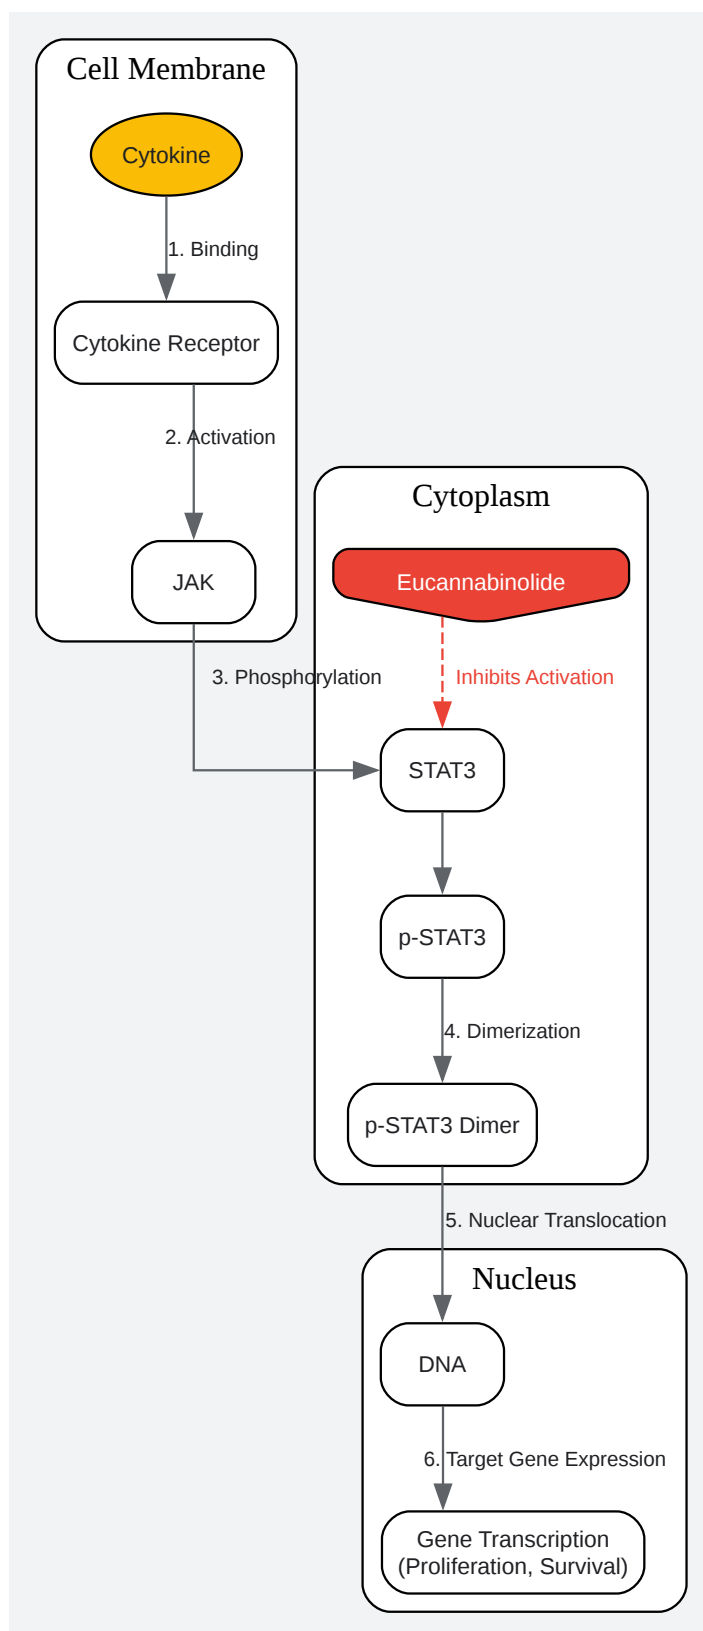 Cell Membrane
Cytokine
1. Binding
Cytokine Receptor
2. Activation
JAK
3. Phosphorylation
Cytoplasm
Eucannabinolide
Inhibits Activation
STAT3
p-STAT3
4. Dimerization
p-STAT3 Dimer
5. Nuclear Translocation
Nucleus
DNA
6. Target Gene Expression
Gene Transcription
(Proliferation, Survival)